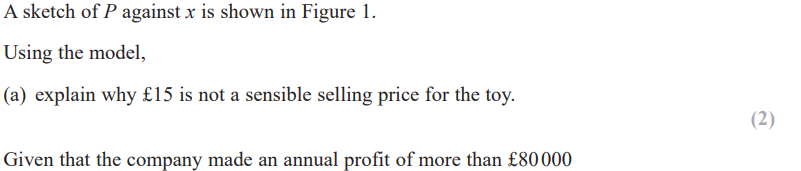 A sketch of P against x is shown in Figure 1.
Using the model,
(a) explain why £15 is not a sensible selling price for the toy.
(2)
Given that the company made an annual profit of more than £80 000